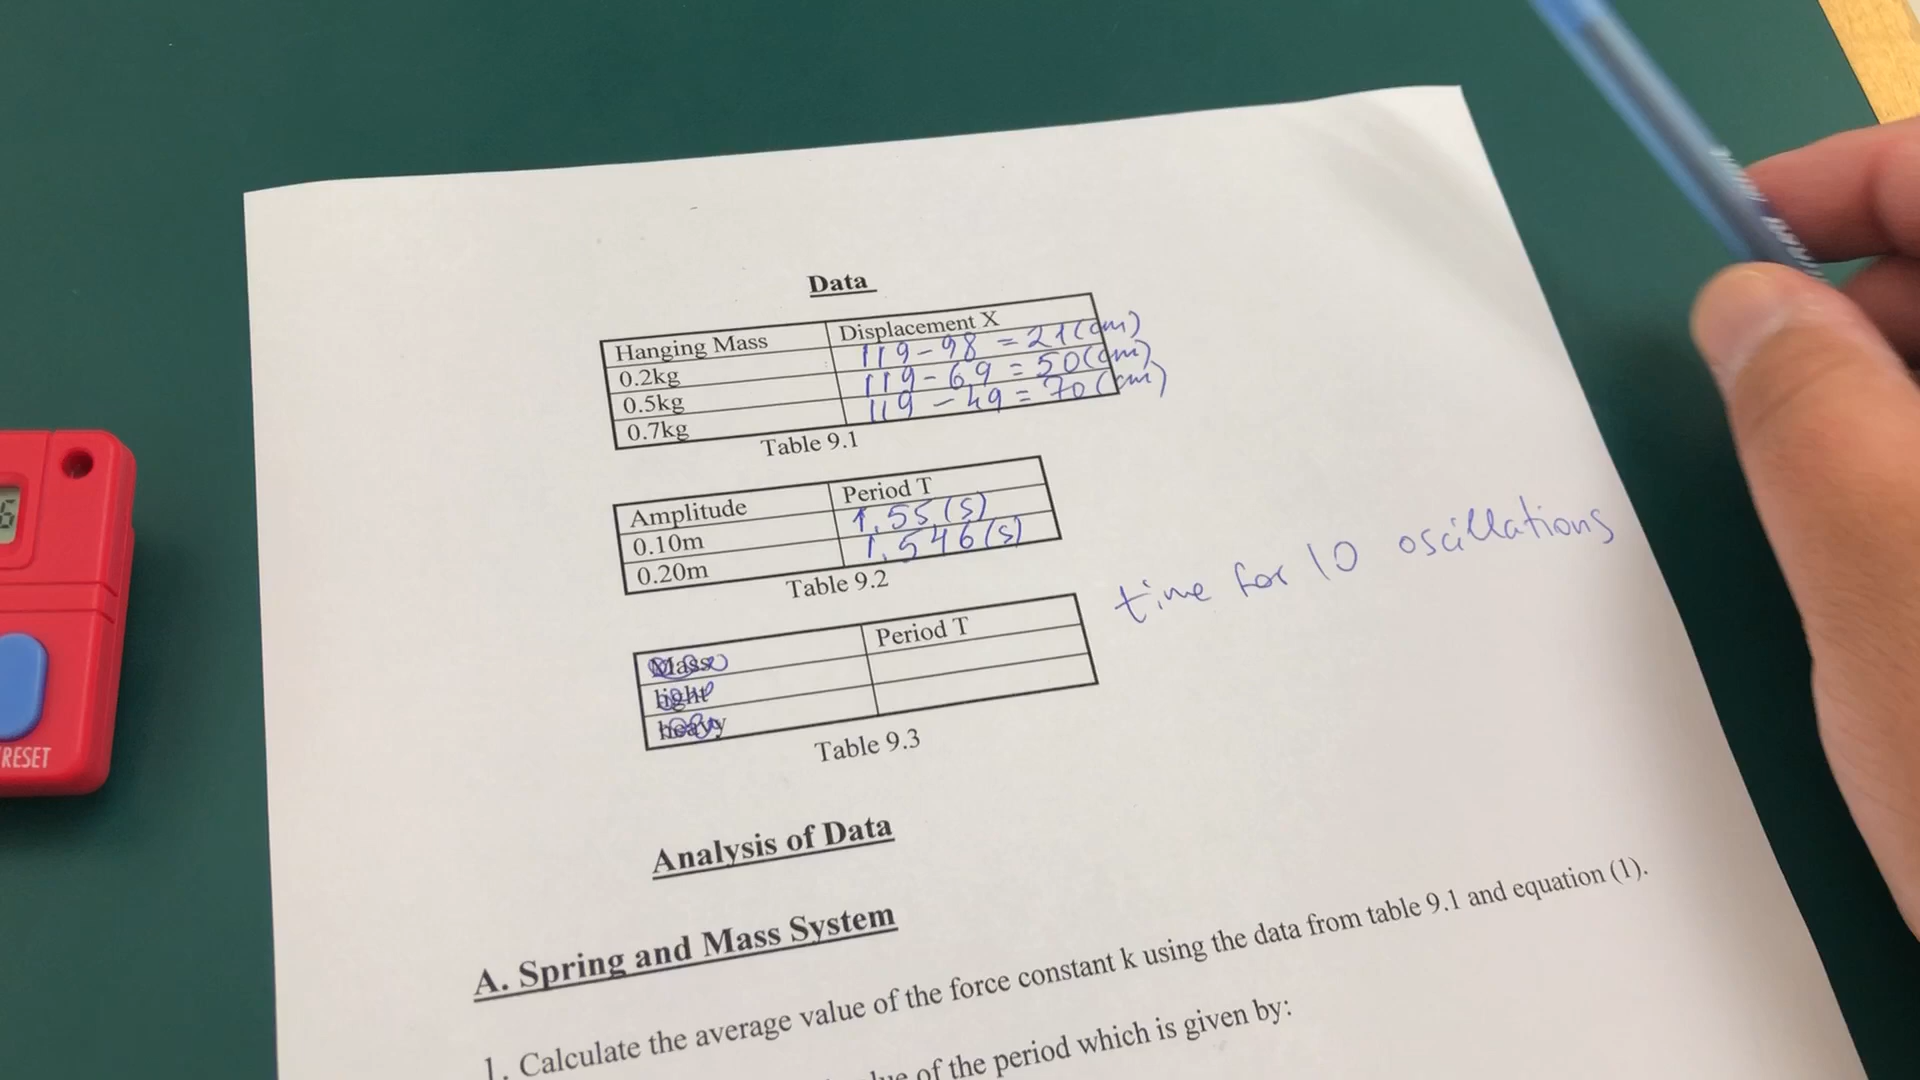 Data
Hanging Mass Displacement X
0.2kg 119-98 = 21(cm)
0.5kg 119-69 = 50(cm)
0.7kg 119-49 = 70(cm)
Table 9.1
Amplitude Period T
0.10m 1.55(s)
0.20m 1.546(s)
Table 9.2
time for 10 oscillations
Mass Period T
light
heavy
Table 9.3
RESET
Analysis of Data
A. Spring and Mass System
1. Calculate the average value of the force constant k using the data from table 9.1 and equation (1).
of the period which is given by: